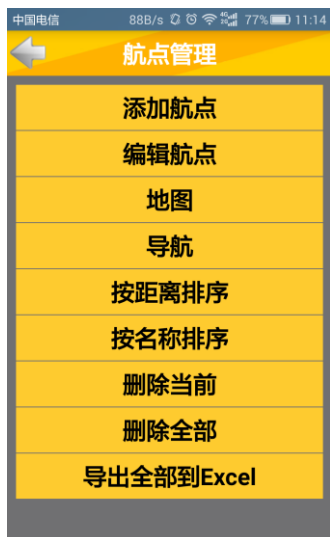 中国电信 88B/s 77% 11:14
航点管理
添加航点
编辑航点
地图
导航
按距离排序
按名称排序
删除当前
删除全部
导出全部到Excel